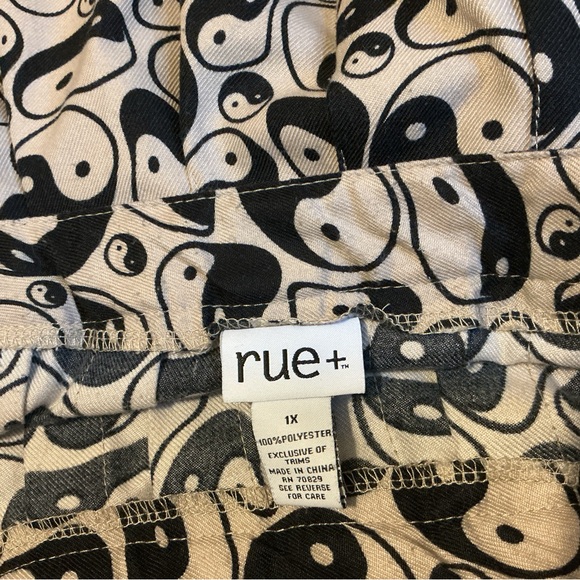 rue+™
1X
100%POLYESTER
EXCLUSIVE OF
TRIMS
MADE IN CHINA
RN 70829
SEE REVERSE
FOR CARE